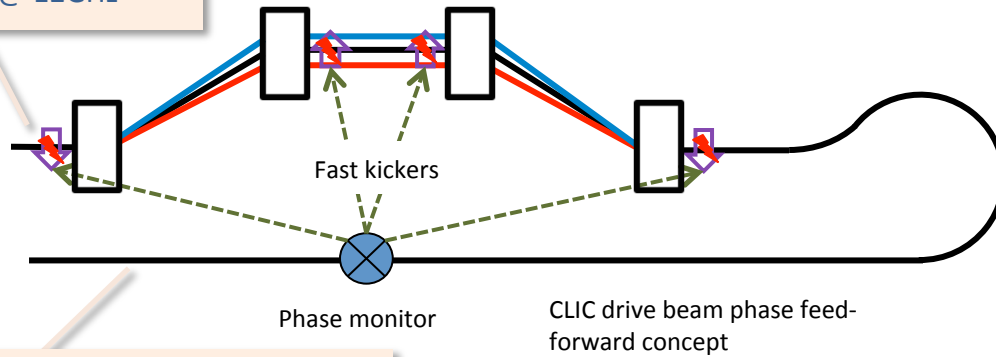 Fast kickers
Phase monitor
CLIC drive beam phase feed-
forward concept